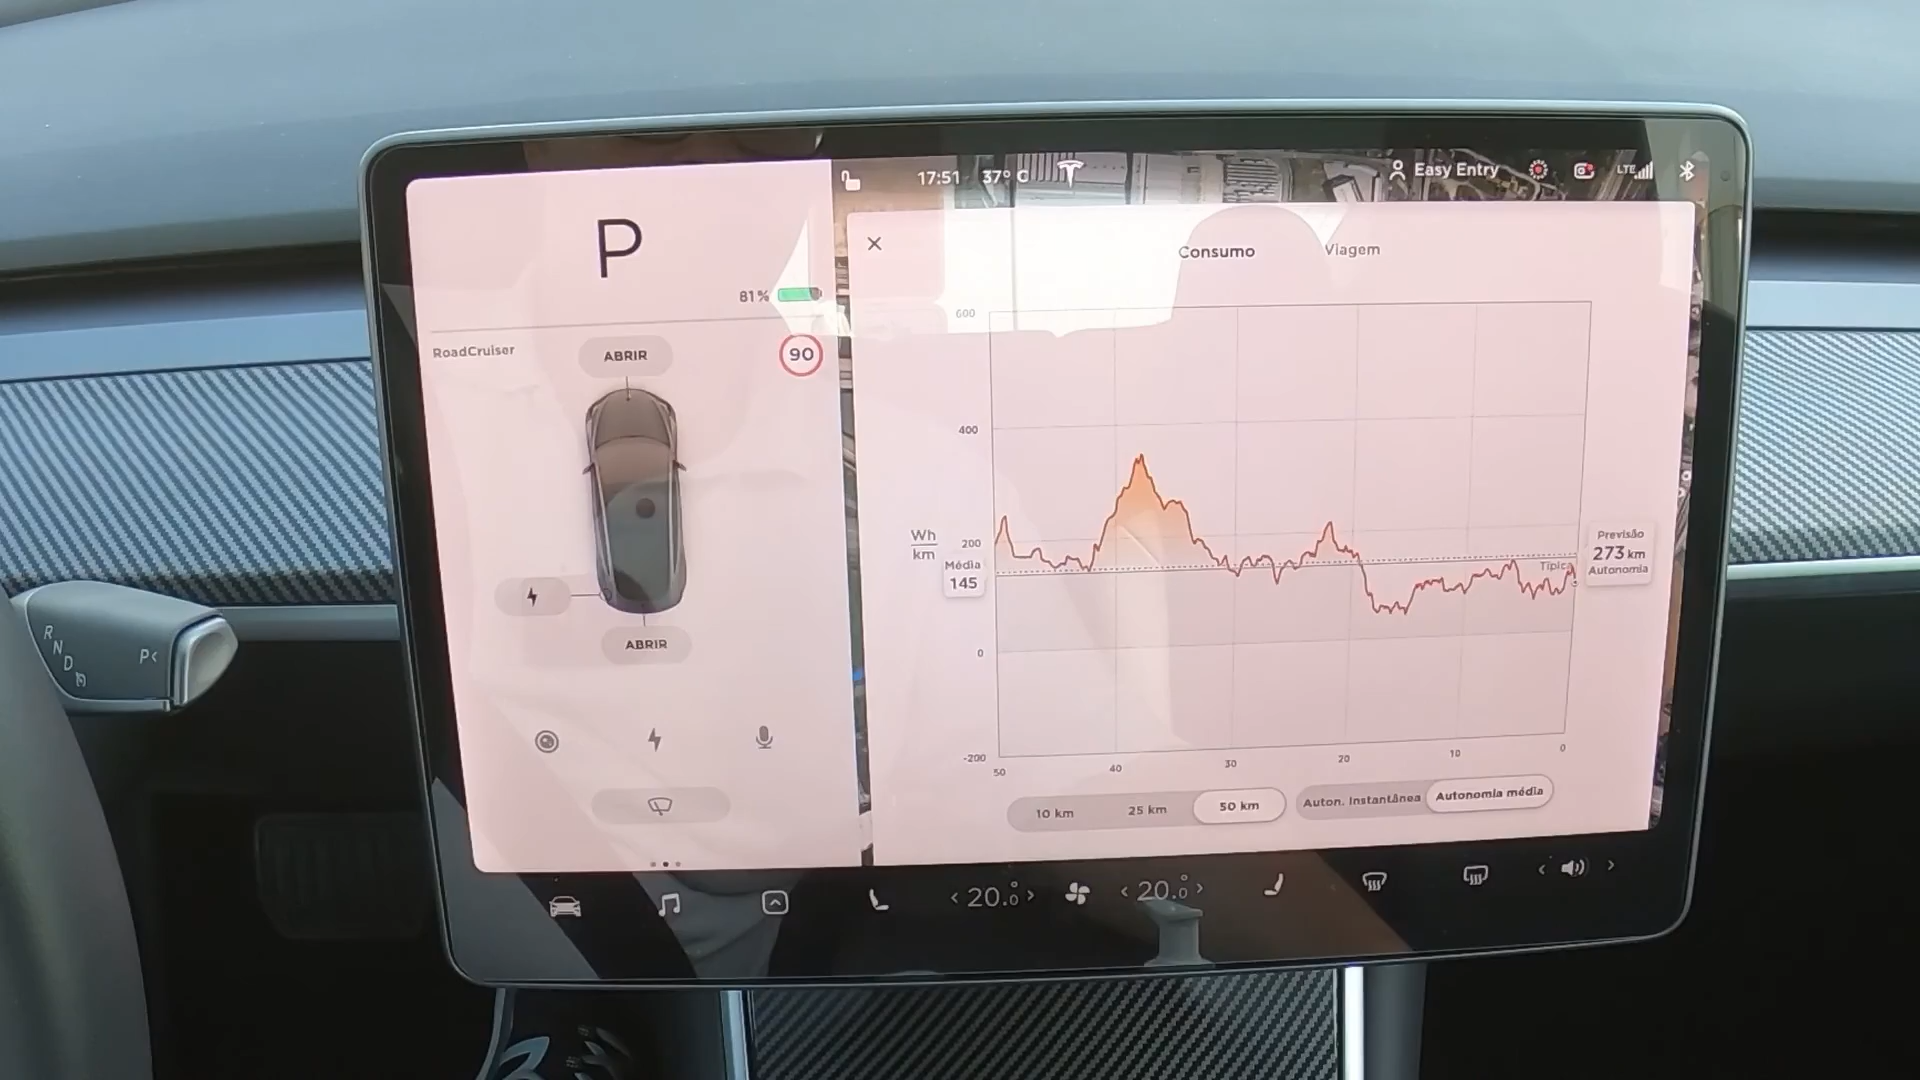 17:51 37° C
Easy Entry
LTE
P
81%
RoadCruiser
ABRIR
90
ABRIR
Consumo Viagem
600
400
200
0
-200
Wh
km
Média
145
Típica
Previsão
273 km
Autonomia
50 40 30 20 10 0
10 km 25 km 50 km
Auton. Instantânea Autonomia média
20.0° 20.0°
R
N
D
P<